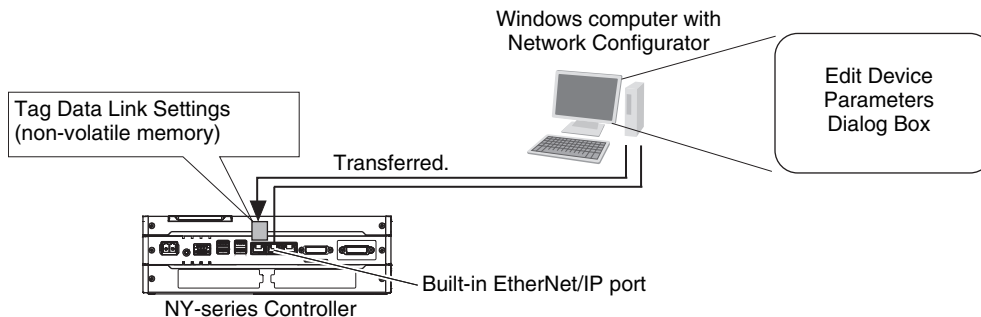 Windows computer with
Network Configurator
Edit Device
Parameters
Dialog Box
Tag Data Link Settings
(non-volatile memory)
Transferred.
Built-in EtherNet/IP port
NY-series Controller